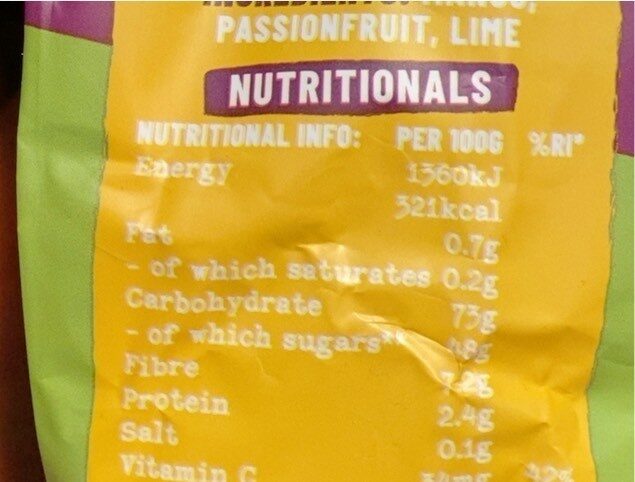 PASSIONFRUIT, LIME
NUTRITIONALS
NUTRITIONAL INFO: PER 100G %RI*
Energy 1360kJ
321kcal
Fat 0.7g
- of which saturates 0.2g
Carbohydrate 73g
- of which sugars**
Fibre
Protein 2.4g
Salt 0.1g
Vitamin C